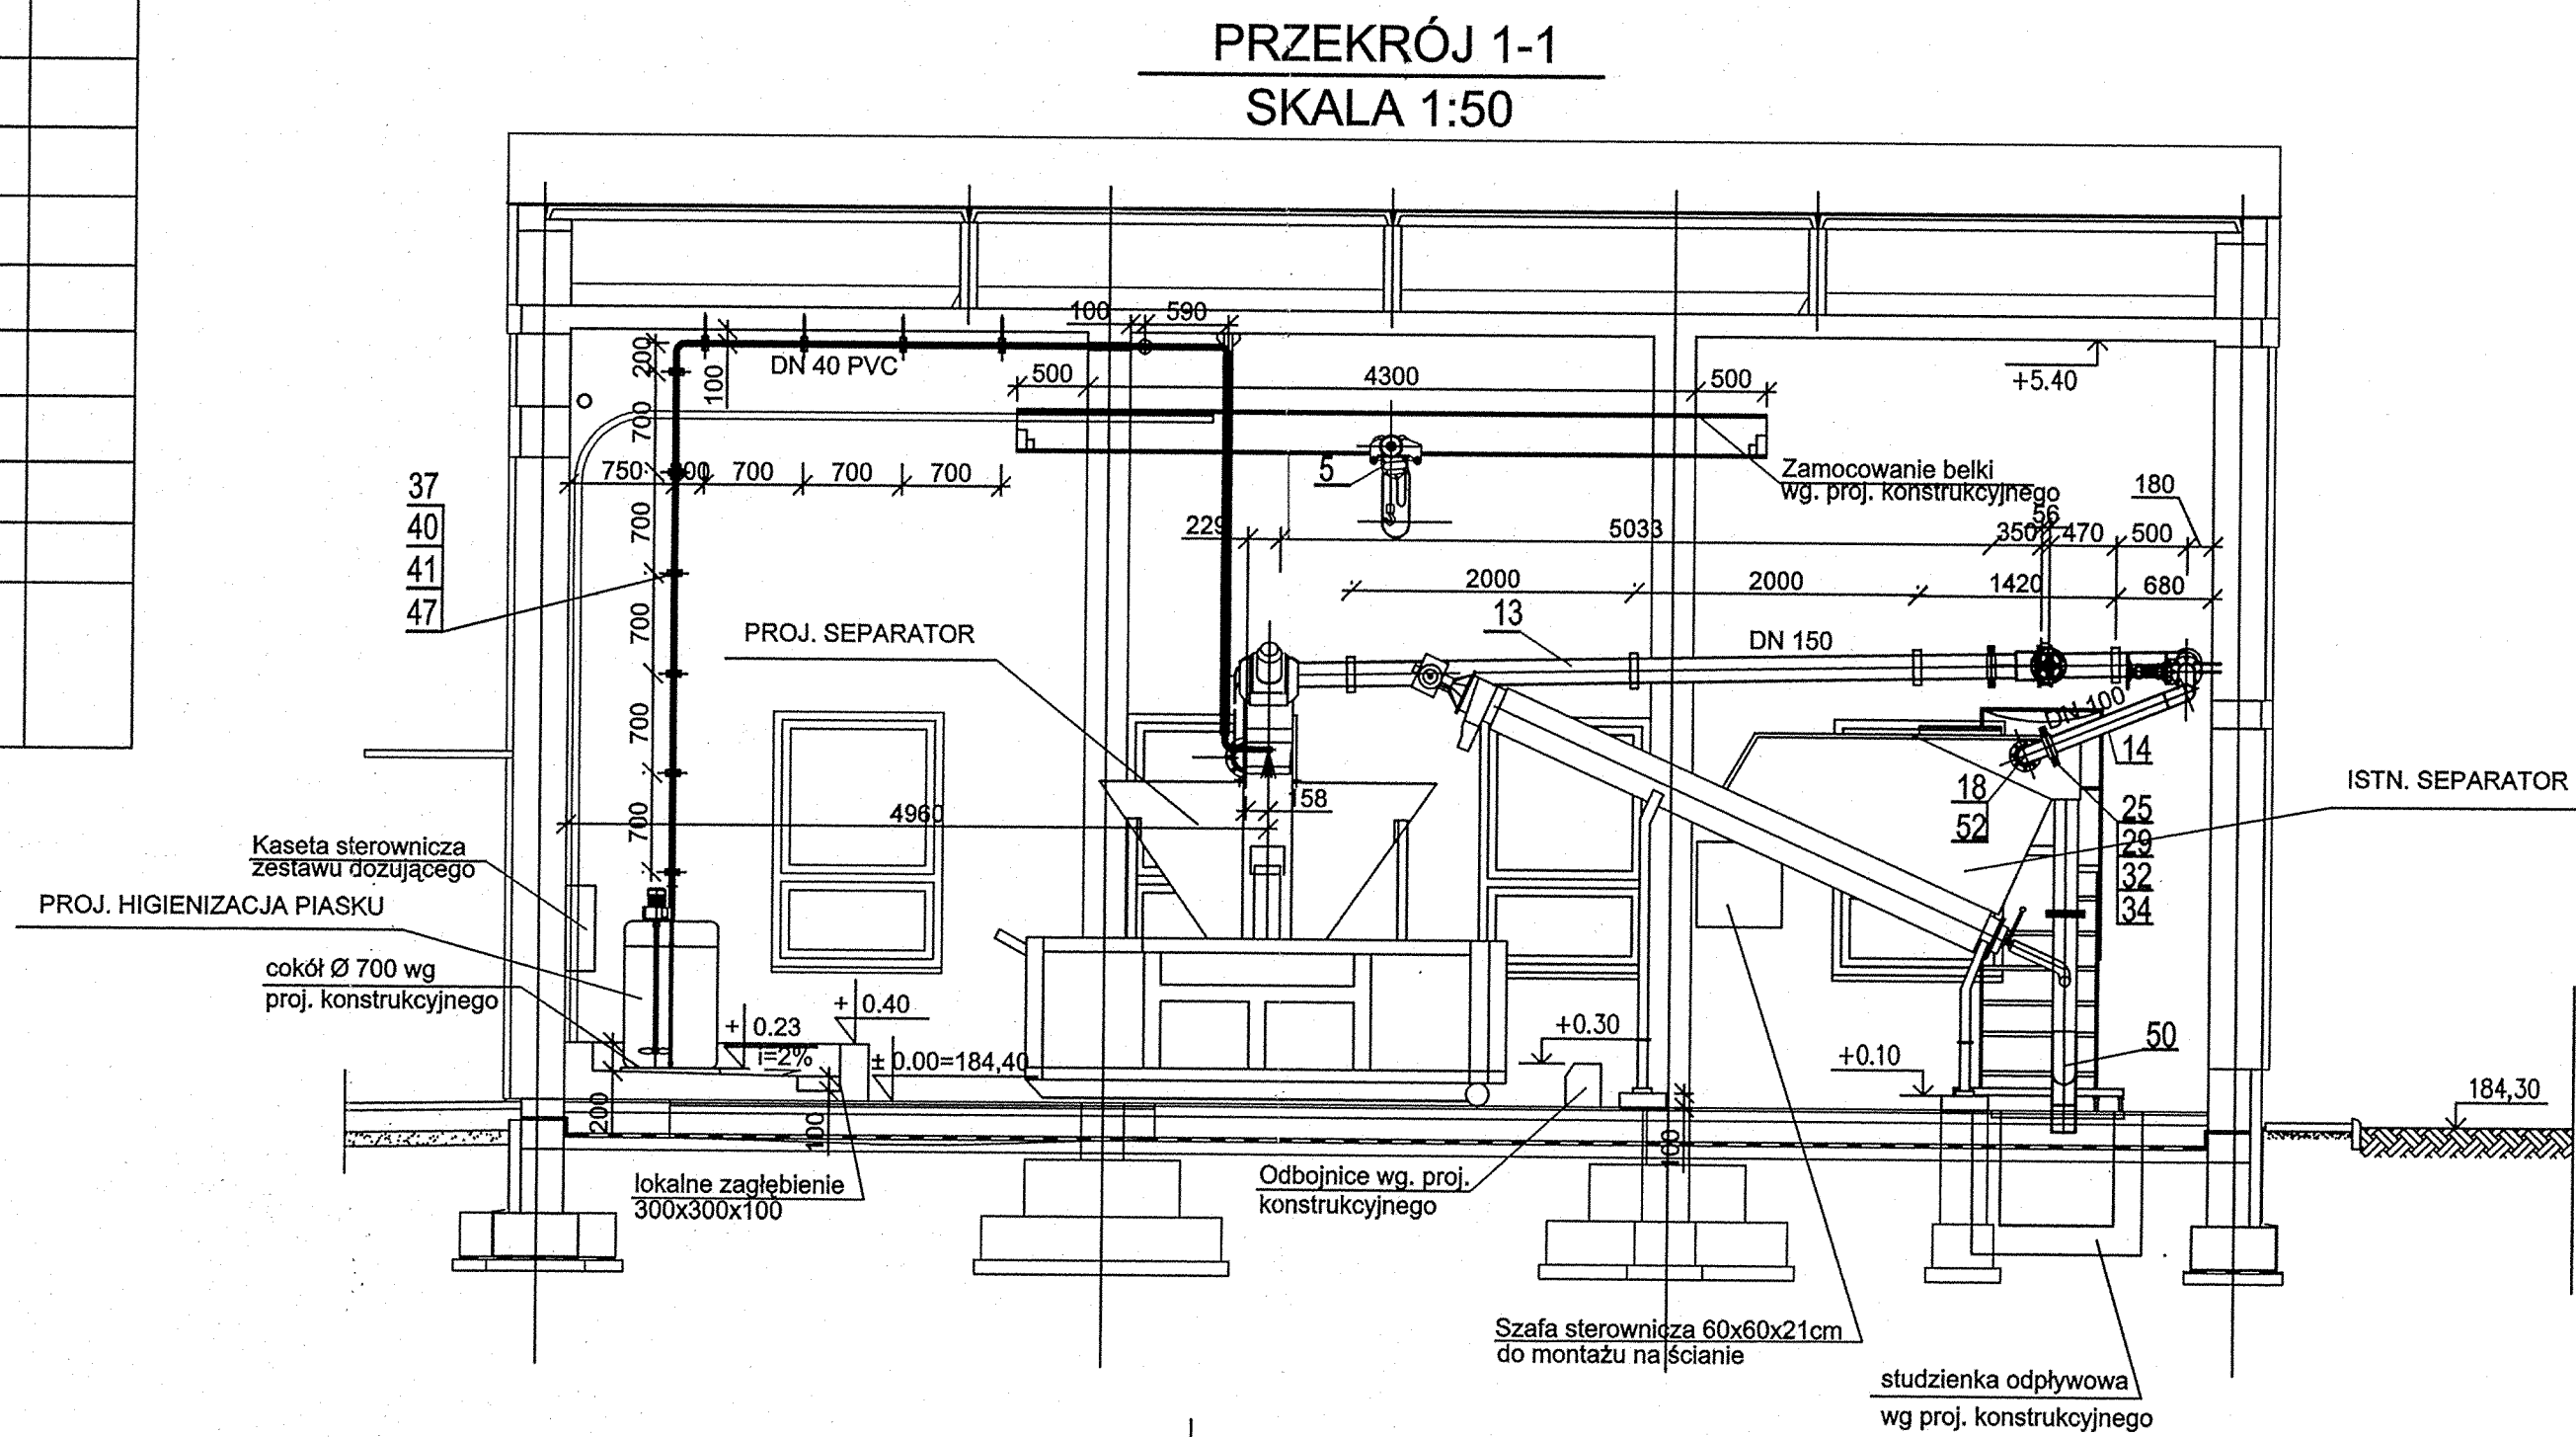 PRZEKRÓJ 1-1
SKALA 1:50
100
590
DN 40 PVC
200
100
500
4300
500
+5.40
700
750
700
700
700
5
Zamocowanie belki
wg. proj. konstrukcyjnego
180
37
40
41
47
700
229
5033
350
56
470
500
2000
2000
1420
680
13
DN 150
700
PROJ. SEPARATOR
700
DN 100
14
ISTN. SEPARATOR
18
52
25
29
32
34
158
4960
700
Kaseta sterownicza
zestawu dozującego
PROJ. HIGIENIZACJA PIASKU
cokół Ø 700 wg
proj. konstrukcyjnego
+ 0.40
+ 0.23
i=2%
± 0.00=184,40
+0.30
+0.10
50
184,30
200
100
100
lokalne zagłębienie
300x300x100
Odbojnice wg. proj.
konstrukcyjnego
Szafa sterownicza 60x60x21cm
do montażu na ścianie
studzienka odpływowa
wg proj. konstrukcyjnego